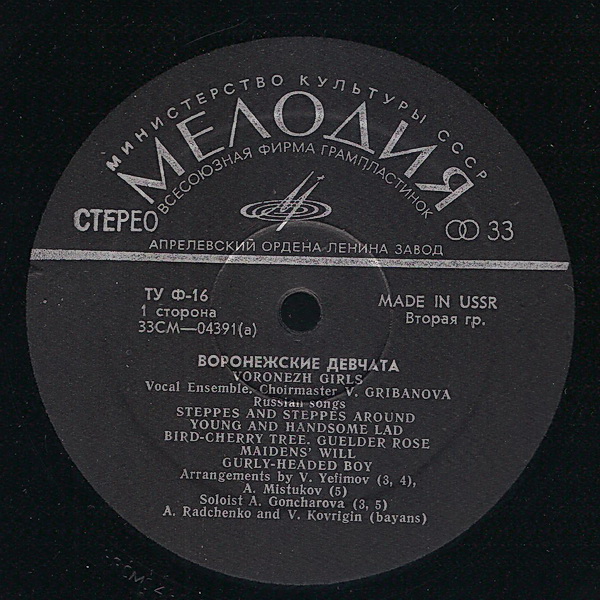 МИНИСТЕРСТВО КУЛЬТУРЫ СССР
МЕЛОДИЯ
ВСЕСОЮЗНАЯ ФИРМА ГРАМПЛАСТИНОК
СТЕРЕО
33
АПРЕЛЕВСКИЙ ОРДЕНА ЛЕНИНА ЗАВОД
ТУ Ф-16
MADE IN USSR
1 сторона
Вторая гр.
33СМ—04391(а)
ВОРОНЕЖСКИЕ ДЕВЧАТА
VORONEZH GIRLS
Vocal Ensemble. Choirmaster V. GRIBANOVA
Russian songs
STEPPES AND STEPPES AROUND
YOUNG AND HANDSOME LAD
BIRD-CHERRY TREE. GUELDER ROSE
MAIDENS' WILL
GURLY-HEADED BOY
Arrangements by V. Yefimov (3, 4),
A. Mistukov (5)
Soloist A. Goncharova (3, 5)
A. Radchenko and V. Kovrigin (bayans)